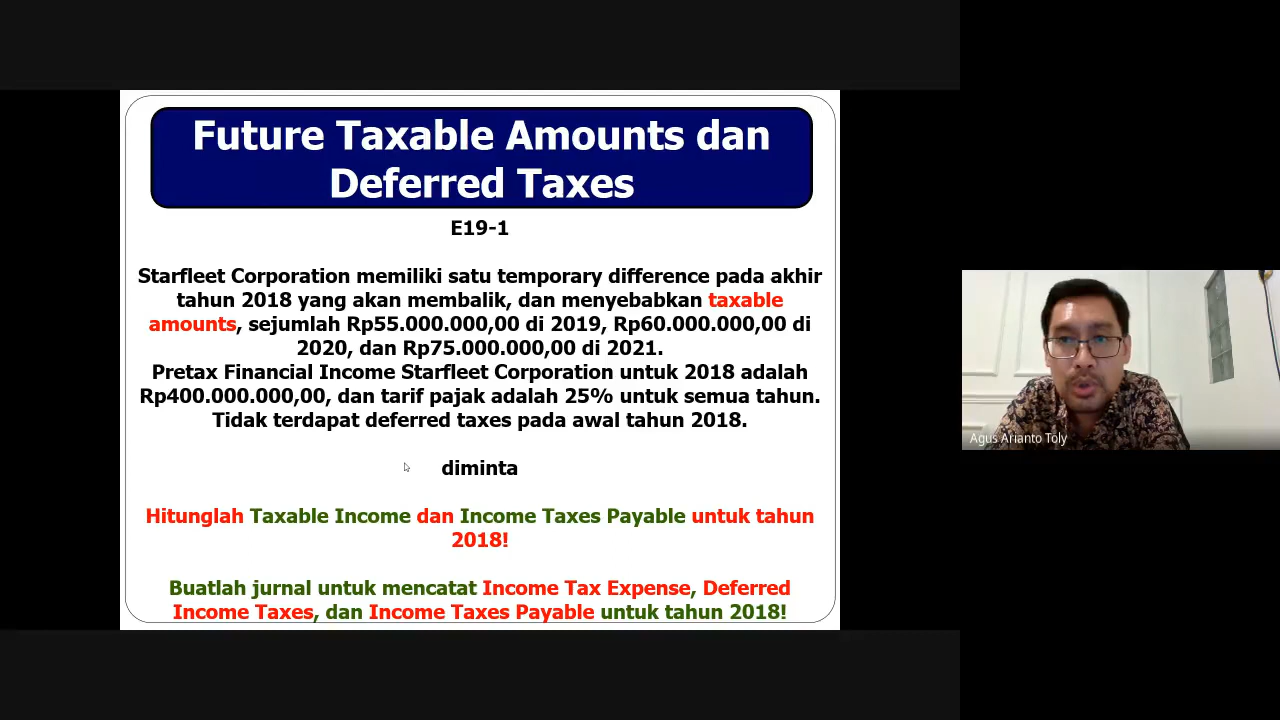 Future Taxable Amounts dan
Deferred Taxes
E19-1
Starfleet Corporation memiliki satu temporary difference pada akhir
tahun 2018 yang akan membalik, dan menyebabkan taxable
amounts, sejumlah Rp55.000.000,00 di 2019, Rp60.000.000,00 di
2020, dan Rp75.000.000,00 di 2021.
Pretax Financial Income Starfleet Corporation untuk 2018 adalah
Rp400.000.000,00, dan tarif pajak adalah 25% untuk semua tahun.
Tidak terdapat deferred taxes pada awal tahun 2018.
diminta
Hitunglah Taxable Income dan Income Taxes Payable untuk tahun
2018!
Buatlah jurnal untuk mencatat Income Tax Expense, Deferred
Income Taxes, dan Income Taxes Payable untuk tahun 2018!
Agus Arianto Toly